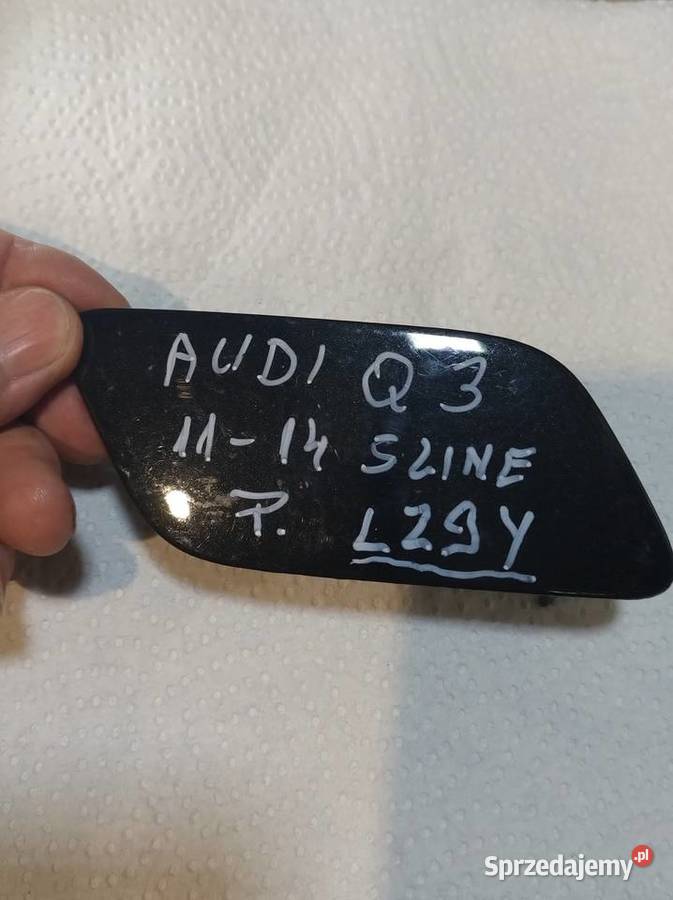 AUDI Q3
11-14 SLINE
P. LZ9Y
Sprzedajemy.pl